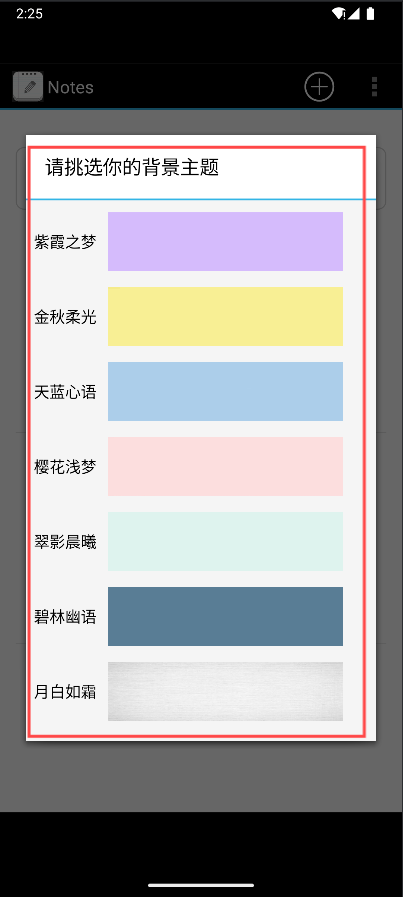 2:25
Notes
请挑选你的背景主题
紫霞之梦
金秋柔光
天蓝心语
樱花浅梦
翠影晨曦
碧林幽语
月白如霜